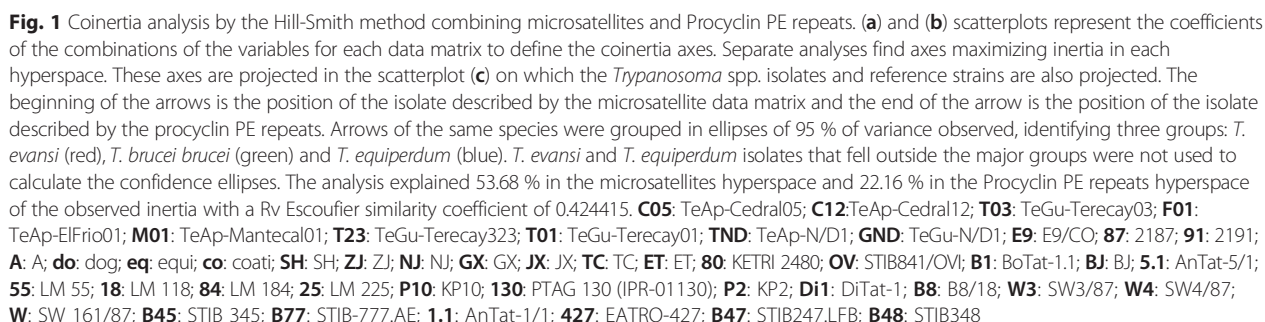 Fig. 1 Coinertia analysis by the Hill-Smith method combining microsatellites and Procyclin PE repeats. (a) and (b) scatterplots represent the coefficients
of the combinations of the variables for each data matrix to define the coinertia axes. Separate analyses find axes maximizing inertia in each
hyperspace. These axes are projected in the scatterplot (c) on which the Trypanosoma spp. isolates and reference strains are also projected. The
beginning of the arrows is the position of the isolate described by the microsatellite data matrix and the end of the arrow is the position of the isolate
described by the procyclin PE repeats. Arrows of the same species were grouped in ellipses of 95 % of variance observed, identifying three groups: T.
evansi (red), T. brucei brucei (green) and T. equiperdum (blue). T. evansi and T. equiperdum isolates that fell outside the major groups were not used to
calculate the confidence ellipses. The analysis explained 53.68 % in the microsatellites hyperspace and 22.16 % in the Procyclin PE repeats hyperspace
of the observed inertia with a Rv Escoufier similarity coefficient of 0.424415. C05: TeAp-Cedral05; C12:TeAp-Cedral12; T03: TeGu-Terecay03; F01:
TeAp-ElFrio01; M01: TeAp-Mantecal01; T23: TeGu-Terecay323; T01: TeGu-Terecay01; TND: TeAp-N/D1; GND: TeGu-N/D1; E9: E9/CO; 87: 2187; 91: 2191;
A: A; do: dog; eq: equi; co: coati; SH: SH; ZJ: ZJ; NJ: NJ; GX: GX; JX: JX; TC: TC; ET: ET; 80: KETRI 2480; OV: STIB841/OVI; B1: BoTat-1.1; BJ: BJ; 5.1: AnTat-5/1;
55: LM 55; 18: LM 118; 84: LM 184; 25: LM 225; P10: KP10; 130: PTAG 130 (IPR-01130); P2: KP2; Di1: DiTat-1; B8: B8/18; W3: SW3/87; W4: SW4/87;
W: SW 161/87; B45: STIB 345; B77: STIB-777.AE; 1.1: AnTat-1/1; 427: EATRO-427; B47: STIB247.LFB; B48: STIB348